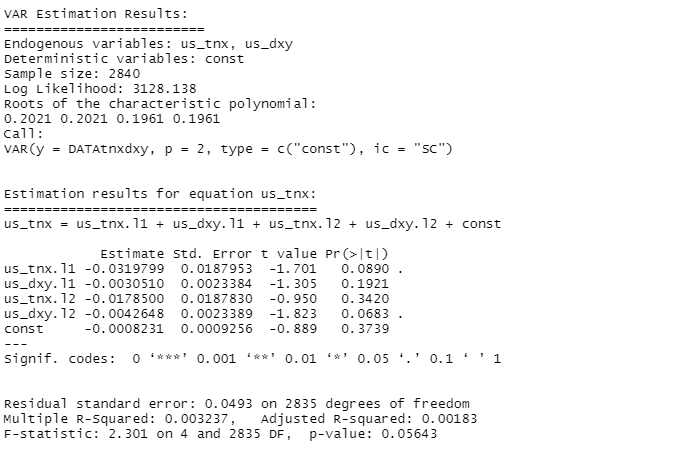 VAR Estimation Results:
=========================
Endogenous variables: us_tnx, us_dxy
Deterministic variables: const
Sample size: 2840
Log Likelihood: 3128.138
Roots of the characteristic polynomial:
0.2021 0.2021 0.1961 0.1961
Call:
VAR(y = DATAtnxdxy, p = 2, type = c("const"), ic = "SC")
Estimation results for equation us_tnx:
=======================================
us_tnx = us_tnx.l1 + us_dxy.l1 + us_tnx.l2 + us_dxy.l2 + const
Estimate Std. Error t value Pr(>|t|)
us_tnx.l1 -0.0319799 0.0187953 -1.701 0.0890 .
us_dxy.l1 -0.0030510 0.0023384 -1.305 0.1921
us_tnx.l2 -0.0178500 0.0187830 -0.950 0.3420
us_dxy.l2 -0.0042648 0.0023389 -1.823 0.0683 .
const -0.0008231 0.0009256 -0.889 0.3739
---
Signif. codes: 0 ‘***’ 0.001 ‘**’ 0.01 ‘*’ 0.05 ‘.’ 0.1 ‘ ’ 1
Residual standard error: 0.0493 on 2835 degrees of freedom
Multiple R-Squared: 0.003237, Adjusted R-squared: 0.00183
F-statistic: 2.301 on 4 and 2835 DF, p-value: 0.05643